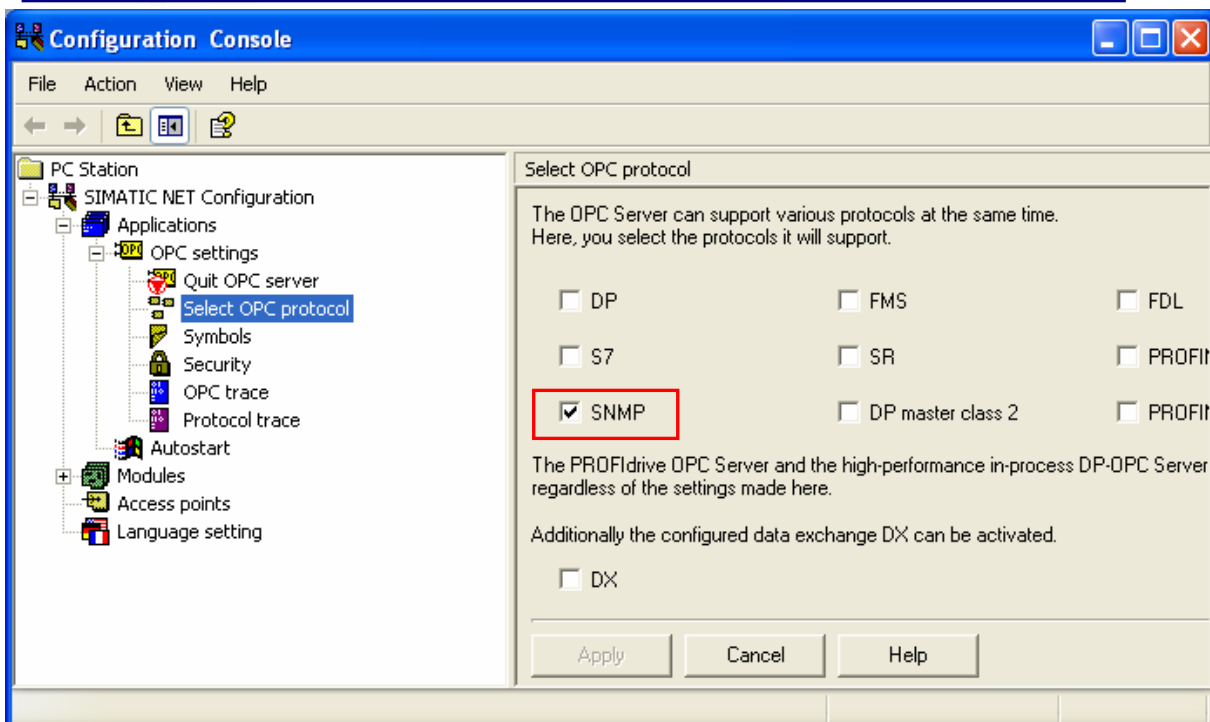 Configuration Console
File Action View Help
PC Station
SIMATIC NET Configuration
Applications
OPC settings
Quit OPC server
Select OPC protocol
Symbols
Security
OPC trace
Protocol trace
Autostart
Modules
Access points
Language setting
Select OPC protocol
The OPC Server can support various protocols at the same time.
Here, you select the protocols it will support.
DP FMS FDL
S7 SR
SNMP DP master class 2
The PROFIdrive OPC Server and the high-performance in-process DP-OPC Server
regardless of the settings made here.
Additionally the configured data exchange DX can be activated.
DX
Apply Cancel Help